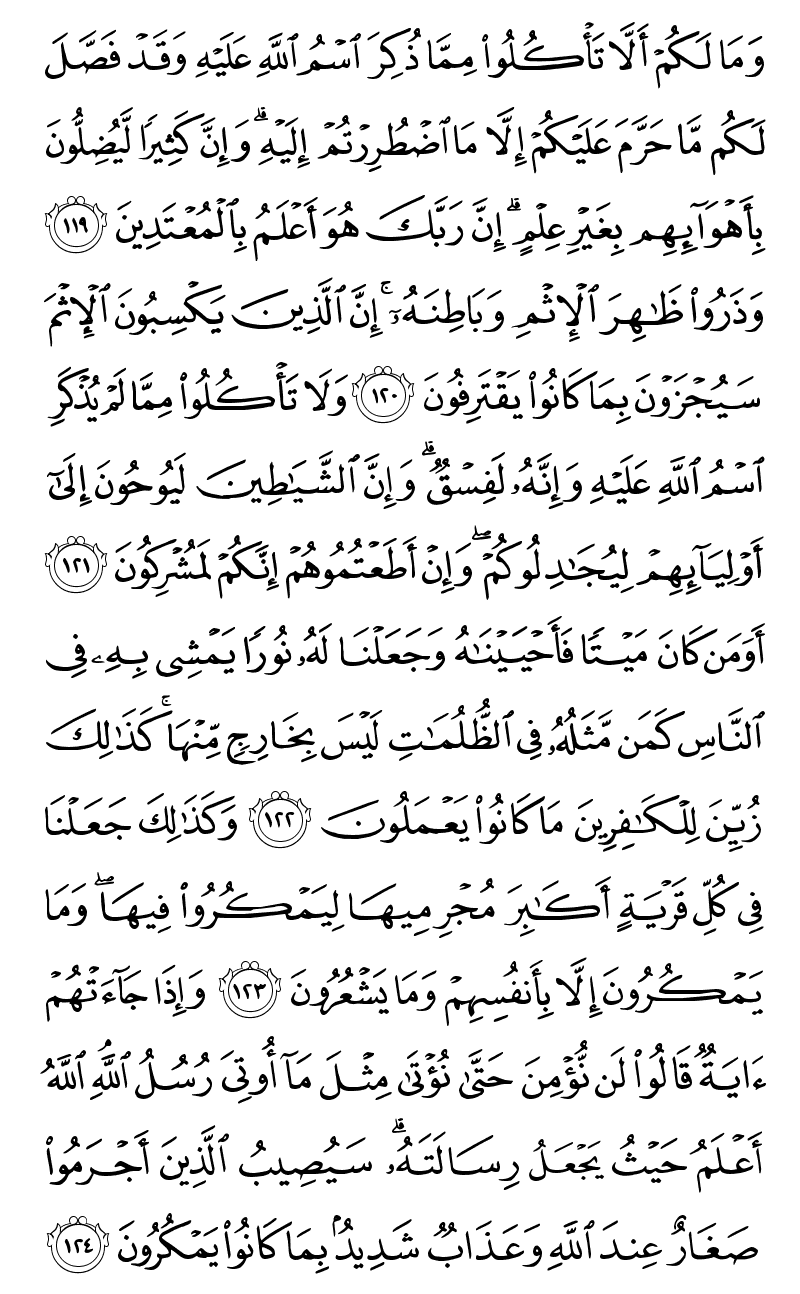 وَمَا لَكُمْ أَلَّا تَأْكُلُوا۟ مِمَّا ذُكِرَ ٱسْمُ ٱللَّهِ عَلَيْهِ وَقَدْ فَصَّلَ
لَكُم مَّا حَرَّمَ عَلَيْكُمْ إِلَّا مَا ٱضْطُرِرْتُمْ إِلَيْهِ ۗ وَإِنَّ كَثِيرًا لَّيُضِلُّونَ
بِأَهْوَآئِهِم بِغَيْرِ عِلْمٍ ۗ إِنَّ رَبَّكَ هُوَ أَعْلَمُ بِٱلْمُعْتَدِينَ ١١٩
وَذَرُوا۟ ظَـٰهِرَ ٱلْإِثْمِ وَبَاطِنَهُۥٓ ۚ إِنَّ ٱلَّذِينَ يَكْسِبُونَ ٱلْإِثْمَ
سَيُجْزَوْنَ بِمَا كَانُوا۟ يَقْتَرِفُونَ ١٢٠ وَلَا تَأْكُلُوا۟ مِمَّا لَمْ يُذْكَرِ
ٱسْمُ ٱللَّهِ عَلَيْهِ وَإِنَّهُۥ لَفِسْقٌ ۗ وَإِنَّ ٱلشَّيَـٰطِينَ لَيُوحُونَ إِلَىٰٓ
أَوْلِيَآئِهِمْ لِيُجَـٰدِلُوكُمْ ۖ وَإِنْ أَطَعْتُمُوهُمْ إِنَّكُمْ لَمُشْرِكُونَ ١٢١
أَوَمَن كَانَ مَيْتًا فَأَحْيَيْنَـٰهُ وَجَعَلْنَا لَهُۥ نُورًا يَمْشِى بِهِۦ فِى
ٱلنَّاسِ كَمَن مَّثَلُهُۥ فِى ٱلظُّلُمَـٰتِ لَيْسَ بِخَارِجٍ مِّنْهَا ۚ كَذَٰلِكَ
زُيِّنَ لِلْكَـٰفِرِينَ مَا كَانُوا۟ يَعْمَلُونَ ١٢٢ وَكَذَٰلِكَ جَعَلْنَا
فِى كُلِّ قَرْيَةٍ أَكَـٰبِرَ مُجْرِمِيهَا لِيَمْكُرُوا۟ فِيهَا ۖ وَمَا
يَمْكُرُونَ إِلَّا بِأَنفُسِهِمْ وَمَا يَشْعُرُونَ ١٢٣ وَإِذَا جَآءَتْهُمْ
ءَايَةٌ قَالُوا۟ لَن نُّؤْمِنَ حَتَّىٰ نُؤْتَىٰ مِثْلَ مَآ أُوتِىَ رُسُلُ ٱللَّهِ ۘ ٱللَّهُ
أَعْلَمُ حَيْثُ يَجْعَلُ رِسَالَتَهُۥ ۗ سَيُصِيبُ ٱلَّذِينَ أَجْرَمُوا۟
صَغَارٌ عِندَ ٱللَّهِ وَعَذَابٌ شَدِيدٌۢ بِمَا كَانُوا۟ يَمْكُرُونَ ١٢٤